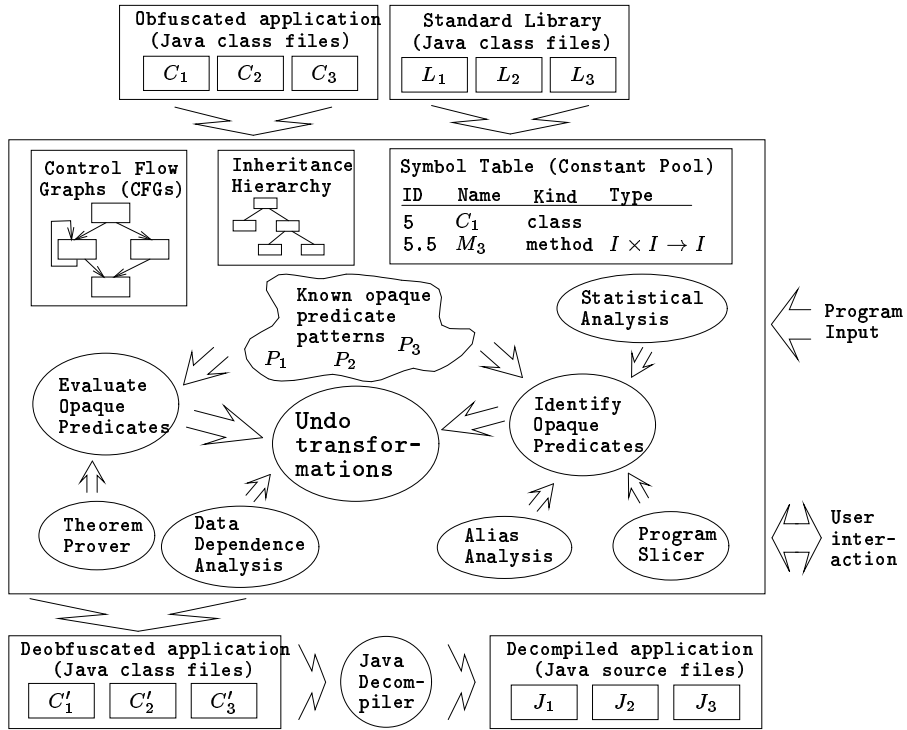 Obfuscated application
(Java class files)
C1 C2 C3
Standard Library
(Java class files)
L1 L2 L3
Control Flow
Graphs (CFGs)
Inheritance
Hierarchy
Symbol Table (Constant Pool)
ID Name Kind Type
5 C1 class
5.5 M3 method I × I → I
Known opaque
predicate
patterns
P1 P2 P3
Statistical
Analysis
Program
Input
Evaluate
Opaque
Predicates
Undo
transfor-
mations
Identify
Opaque
Predicates
Theorem
Prover
Data
Dependence
Analysis
Alias
Analysis
Program
Slicer
User
inter-
action
Deobfuscated application
(Java class files)
C′1 C′2 C′3
Java
Decom-
piler
Decompiled application
(Java source files)
J1 J2 J3